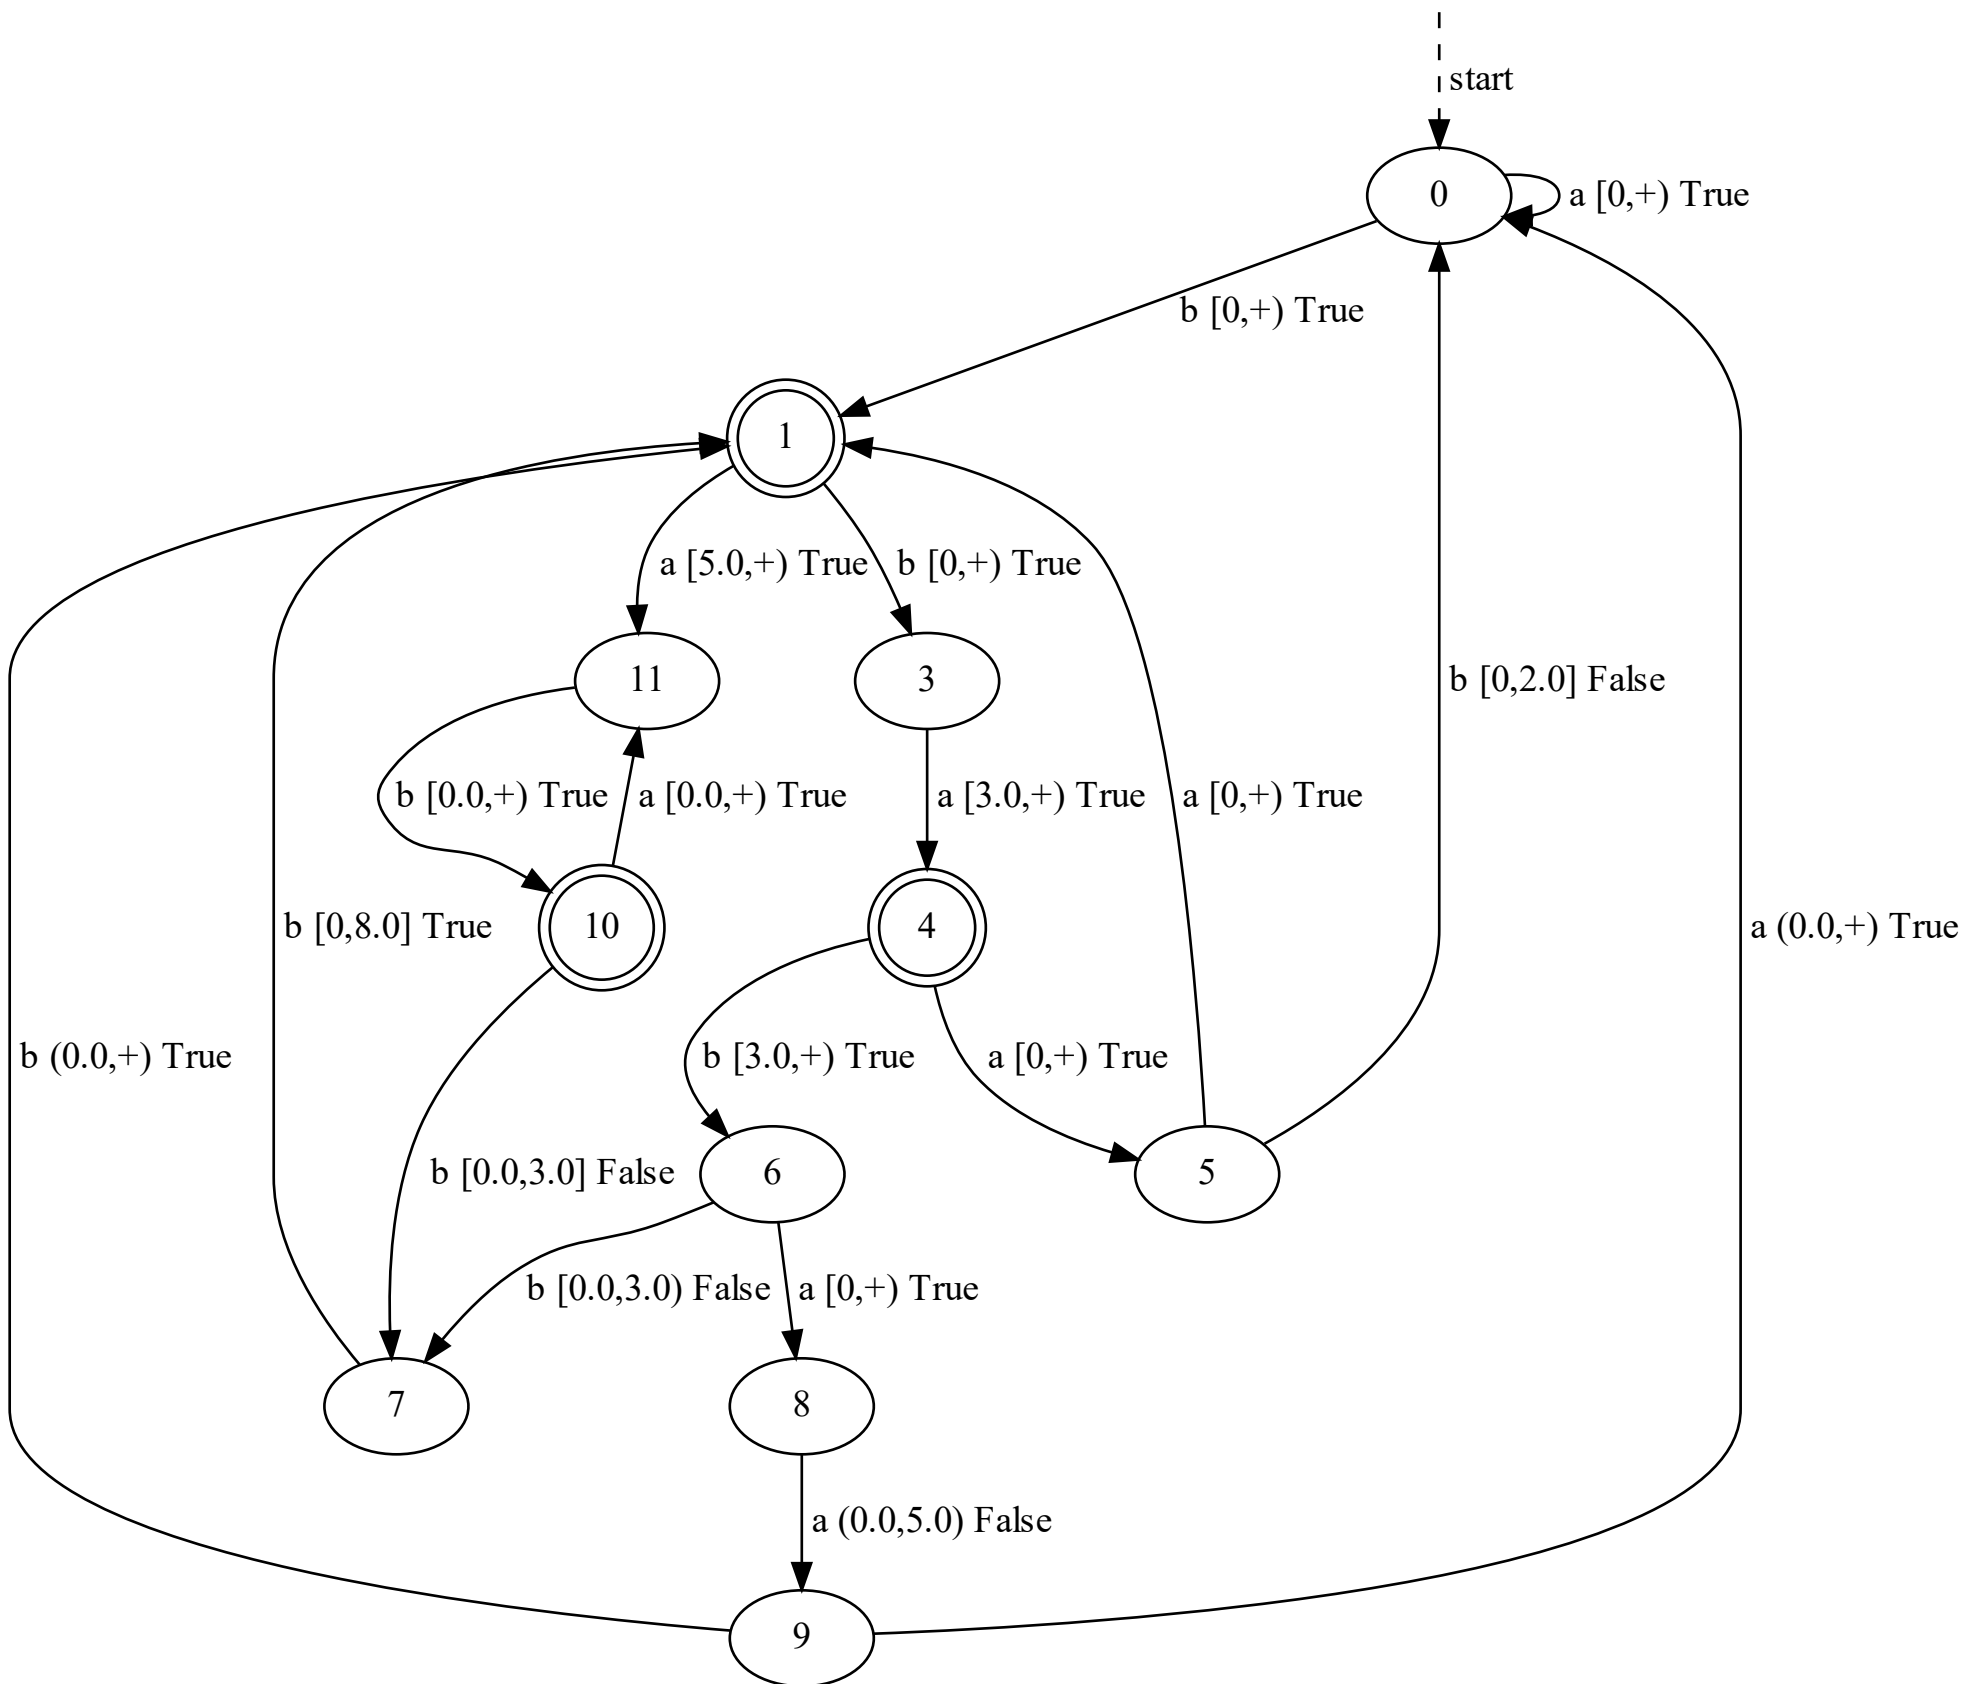 start
0
a [0,+) True
b [0,+) True
1
a [5.0,+) True
b [0,+) True
11
3
b [0,2.0] False
b [0.0,+) True
a [0.0,+) True
a [3.0,+) True
a [0,+) True
b [0,8.0] True
10
4
a (0.0,+) True
b (0.0,+) True
b [3.0,+) True
a [0,+) True
b [0.0,3.0] False
6
5
b [0.0,3.0) False
a [0,+) True
7
8
a (0.0,5.0) False
9